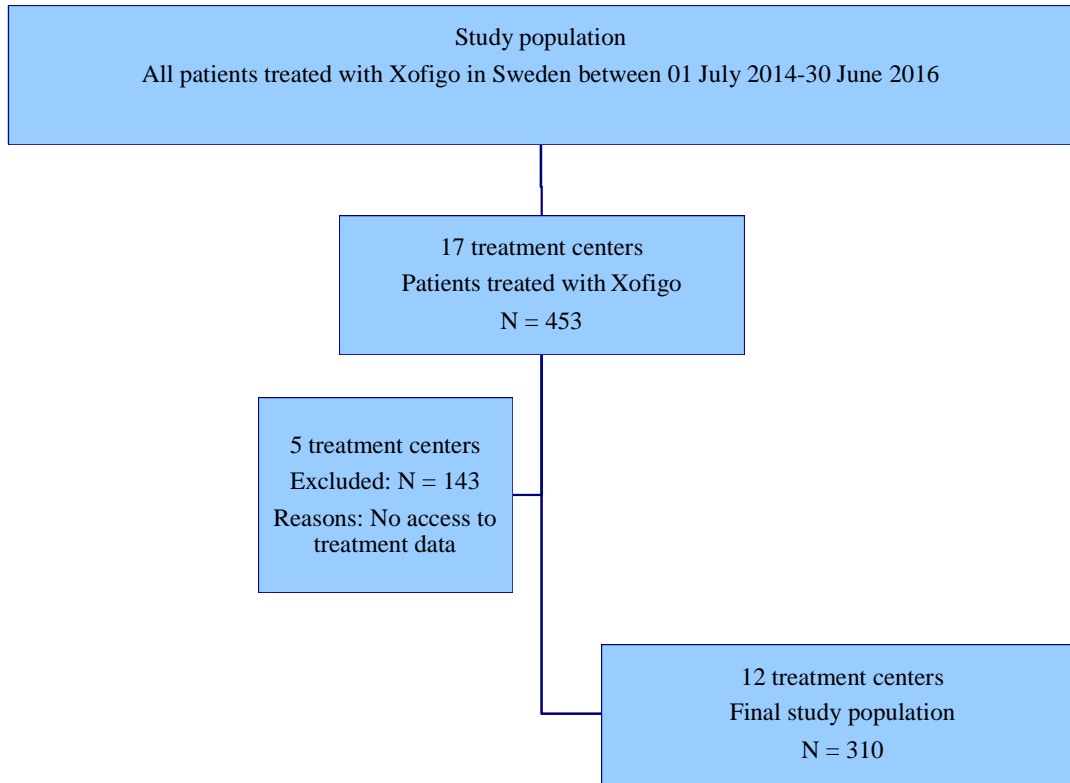 Study population
All patients treated with Xofigo in Sweden between 01 July 2014-30 June 2016
17 treatment centers
Patients treated with Xofigo
N = 453
5 treatment centers
Excluded: N = 143
Reasons: No access to
treatment data
12 treatment centers
Final study population
N = 310